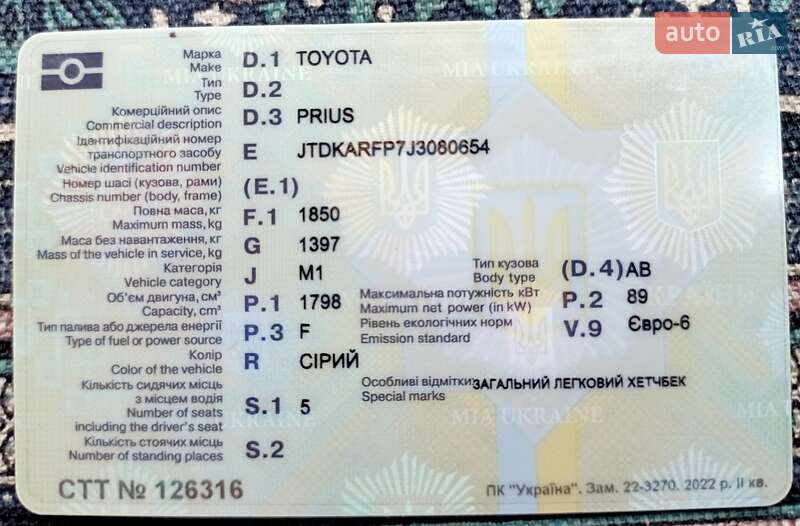 auto RIA .com
Марка
Make D.1 TOYOTA
Тип
Type D.2
Комерційний опис
Commercial description D.3 PRIUS
Ідентифікаційний номер
транспортного засобу
Vehicle identification number E JTDKARFP7J3080654
Номер шасі (кузова, рами)
Chassis number (body, frame) (E.1)
Повна маса, кг
Maximum mass, kg F.1 1850
Маса без навантаження, кг
Mass of the vehicle in service, kg G 1397
Категорія
Vehicle category J M1
Тип кузова
Body type (D.4) AB
Об'єм двигуна, см³
Capacity, cm³ P.1 1798
Максимальна потужність кВт
Maximum net power (in kW) P.2 89
Тип палива або джерела енергії
Type of fuel or power source P.3 F
Рівень екологічних норм
Emission standard V.9 Євро-6
Колір
Color of the vehicle R СІРИЙ
Особливі відмітки:
Special marks ЗАГАЛЬНИЙ ЛЕГКОВИЙ ХЕТЧБЕК
Кількість сидячих місць
з місцем водія
Number of seats
including the driver's seat S.1 5
Кількість стоячих місць
Number of standing places S.2
MIA UKRAINE
СТТ № 126316
ПК "Україна". Зам. 22-3270. 2022 р. II кв.